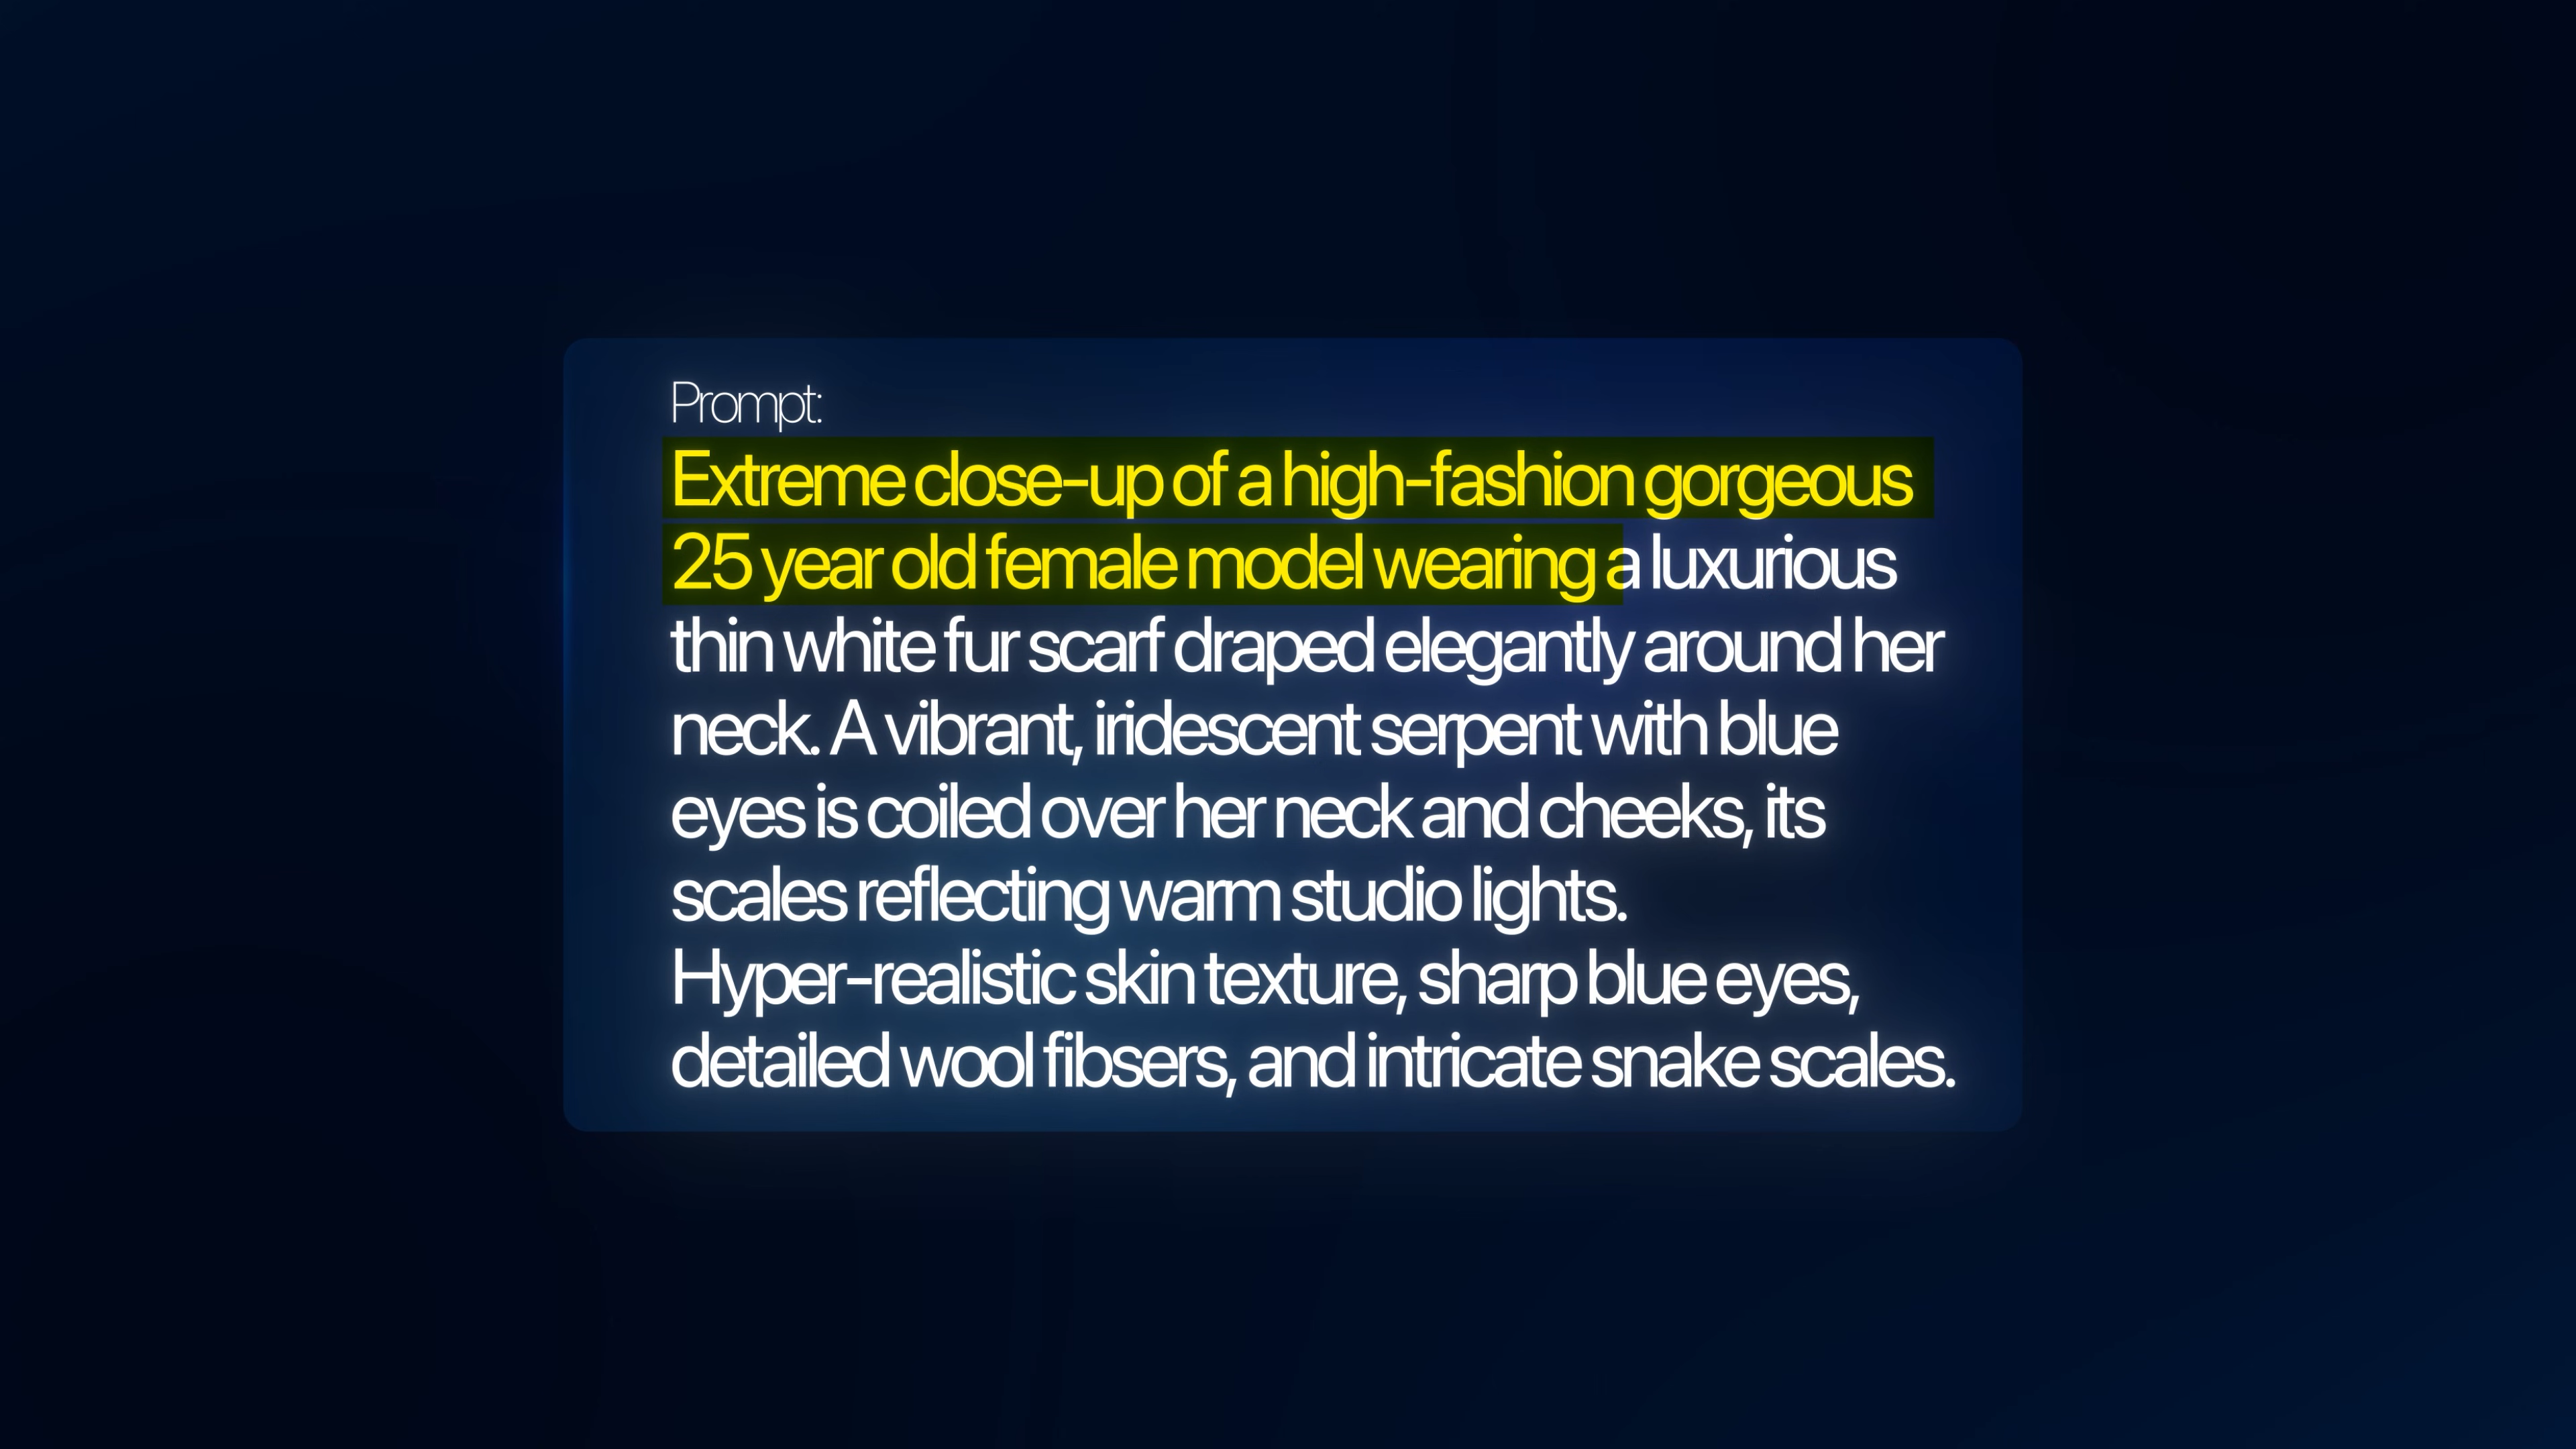 Prompt:
Extreme close-up of a high-fashion gorgeous
25 year old female model wearing a luxurious
thin white fur scarf draped elegantly around her
neck. A vibrant, iridescent serpent with blue
eyes is coiled over her neck and cheeks, its
scales reflecting warm studio lights.
Hyper-realistic skin texture, sharp blue eyes,
detailed wool fibsers, and intricate snake scales.